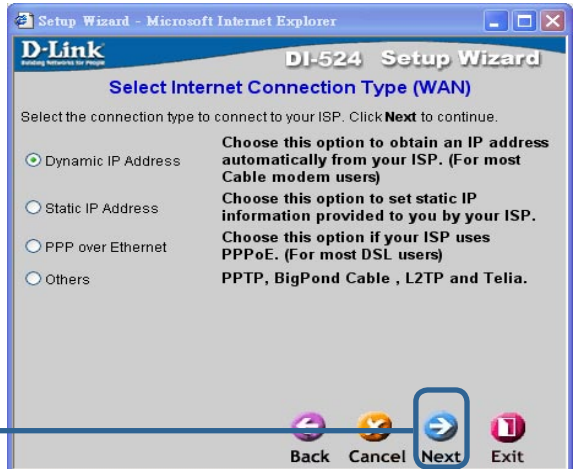 Setup Wizard - Microsoft Internet Explorer
D-Link
Building Networks for People
DI-524 Setup Wizard
Select Internet Connection Type (WAN)
Select the connection type to connect to your ISP. Click Next to continue.
Dynamic IP Address
Choose this option to obtain an IP address
automatically from your ISP. (For most
Cable modem users)
Static IP Address
Choose this option to set static IP
information provided to you by your ISP.
PPP over Ethernet
Choose this option if your ISP uses
PPPoE. (For most DSL users)
Others
PPTP, BigPond Cable , L2TP and Telia.
Back Cancel Next Exit